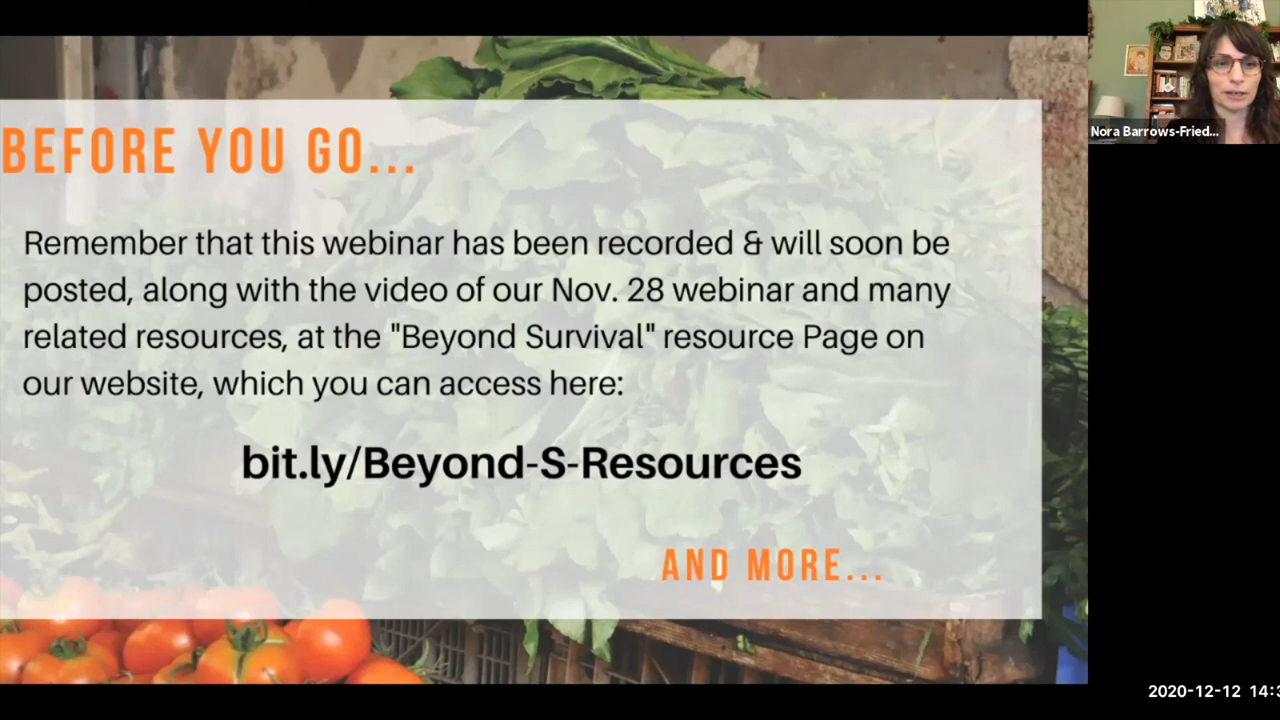 BEFORE YOU GO...
Remember that this webinar has been recorded & will soon be
posted, along with the video of our Nov. 28 webinar and many
related resources, at the "Beyond Survival" resource Page on
our website, which you can access here:
bit.ly/Beyond-S-Resources
AND MORE...
Nora Barrows-Fried...
2020-12-12 14:3